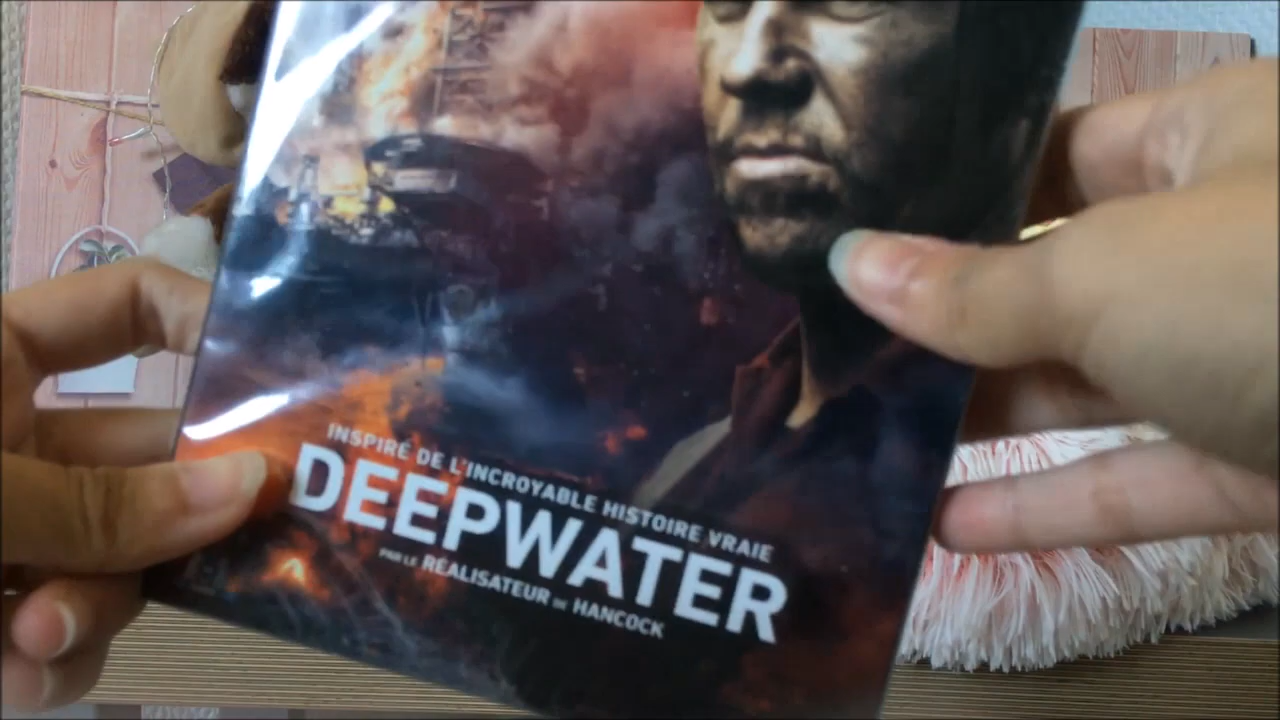 INSPIRÉ DE L'INCROYABLE HISTOIRE VRAIE
DEEPWATER
PAR LE RÉALISATEUR DE HANCOCK